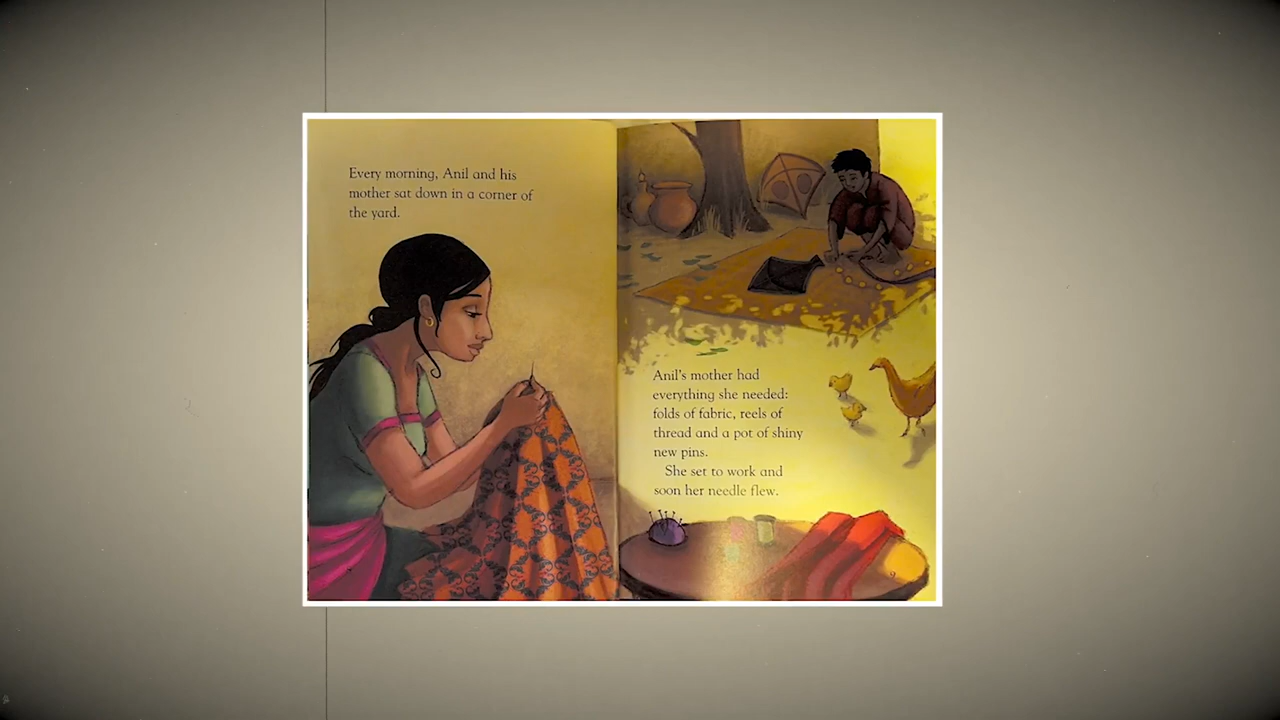 Every morning, Anil and his
mother sat down in a corner of
the yard.
Anil's mother had
everything she needed:
folds of fabric, reels of
thread and a pot of shiny
new pins.
She set to work and
soon her needle flew.